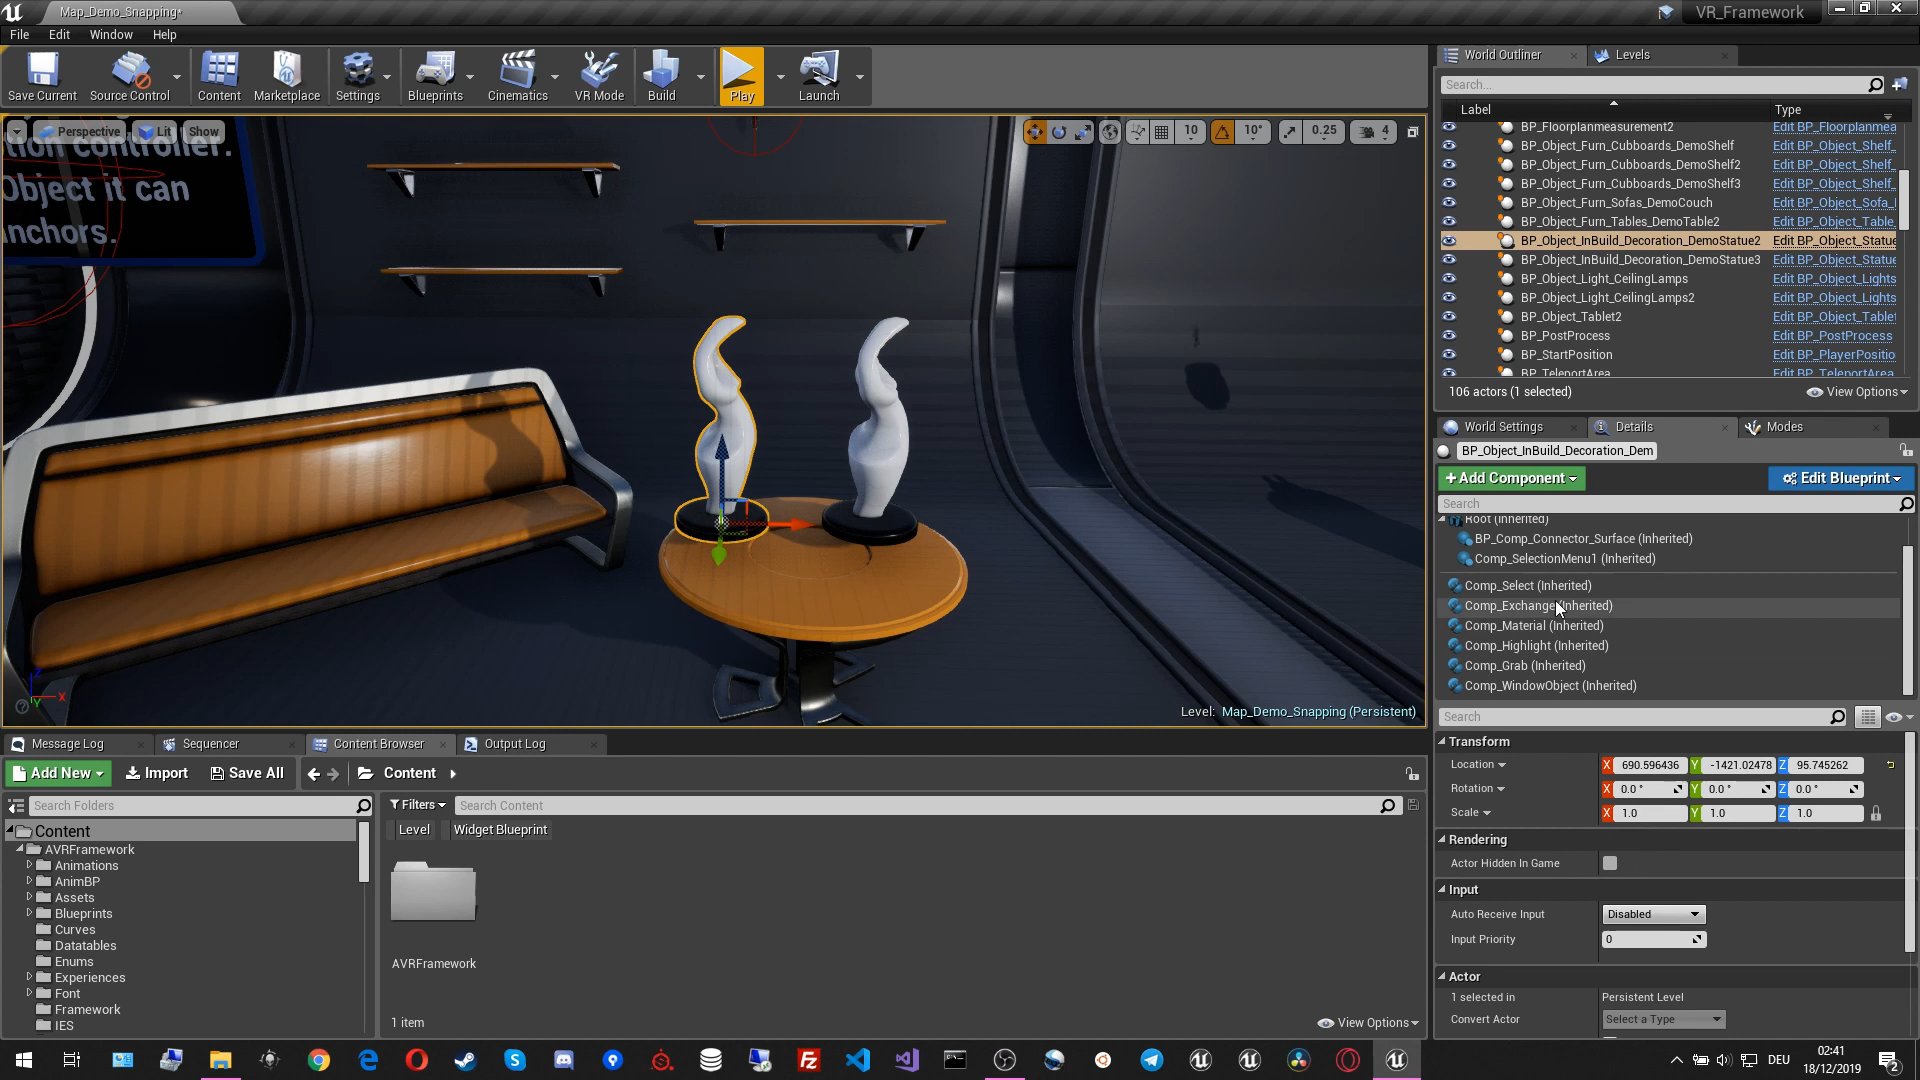 Map_Demo_Snapping*
VR_Framework
File Edit Window Help
Save Current
Source Control
Content
Marketplace
Settings
Blueprints
Cinematics
VR Mode
Build
Play
Launch
Perspective
Lit
Show
10
10°
0.25
4
tion controller.
Object it can
nchors.
Level: Map_Demo_Snapping (Persistent)
X
Y
World Outliner
Levels
Search...
Label
Type
BP_Floorplanmeasurement2 Edit BP_Floorplanmea
BP_Object_Furn_Cubboards_DemoShelf Edit BP_Object_Shelf_
BP_Object_Furn_Cubboards_DemoShelf2 Edit BP_Object_Shelf_
BP_Object_Furn_Cubboards_DemoShelf3 Edit BP_Object_Shelf_
BP_Object_Furn_Sofas_DemoCouch Edit BP_Object_Sofa_
BP_Object_Furn_Tables_DemoTable2 Edit BP_Object_Table
BP_Object_InBuild_Decoration_DemoStatue2 Edit BP_Object_Statue
BP_Object_InBuild_Decoration_DemoStatue3 Edit BP_Object_Statue
BP_Object_Light_CeilingLamps Edit BP_Object_Lights
BP_Object_Light_CeilingLamps2 Edit BP_Object_Lights
BP_Object_Tablet2 Edit BP_Object_Tablet
BP_PostProcess Edit BP_PostProcess
BP_StartPosition Edit BP_PlayerPositio
BP_TeleportArea Edit BP_TeleportArea
106 actors (1 selected)
View Options
World Settings
Details
Modes
BP_Object_InBuild_Decoration_Dem
+Add Component
Edit Blueprint
Search
Root (Inherited)
BP_Comp_Connector_Surface (Inherited)
Comp_SelectionMenu1 (Inherited)
Comp_Select (Inherited)
Comp_Exchange (Inherited)
Comp_Material (Inherited)
Comp_Highlight (Inherited)
Comp_Grab (Inherited)
Comp_WindowObject (Inherited)
Search
Transform
Location X 690.596436 Y -1421.02478 Z 95.745262
Rotation X 0.0 ° Y 0.0 ° Z 0.0 °
Scale X 1.0 Y 1.0 Z 1.0
Rendering
Actor Hidden In Game
Input
Auto Receive Input Disabled
Input Priority 0
Actor
1 selected in Persistent Level
Convert Actor Select a Type
Message Log
Sequencer
Content Browser
Output Log
Add New
Import
Save All
Content
Search Folders
Filters
Search Content
Level
Widget Blueprint
Content
AVRFramework
Animations
AnimBP
Assets
Blueprints
Curves
Datatables
Enums
Experiences
Font
Framework
IES
AVRFramework
1 item
View Options
DEU
02:41
18/12/2019
2